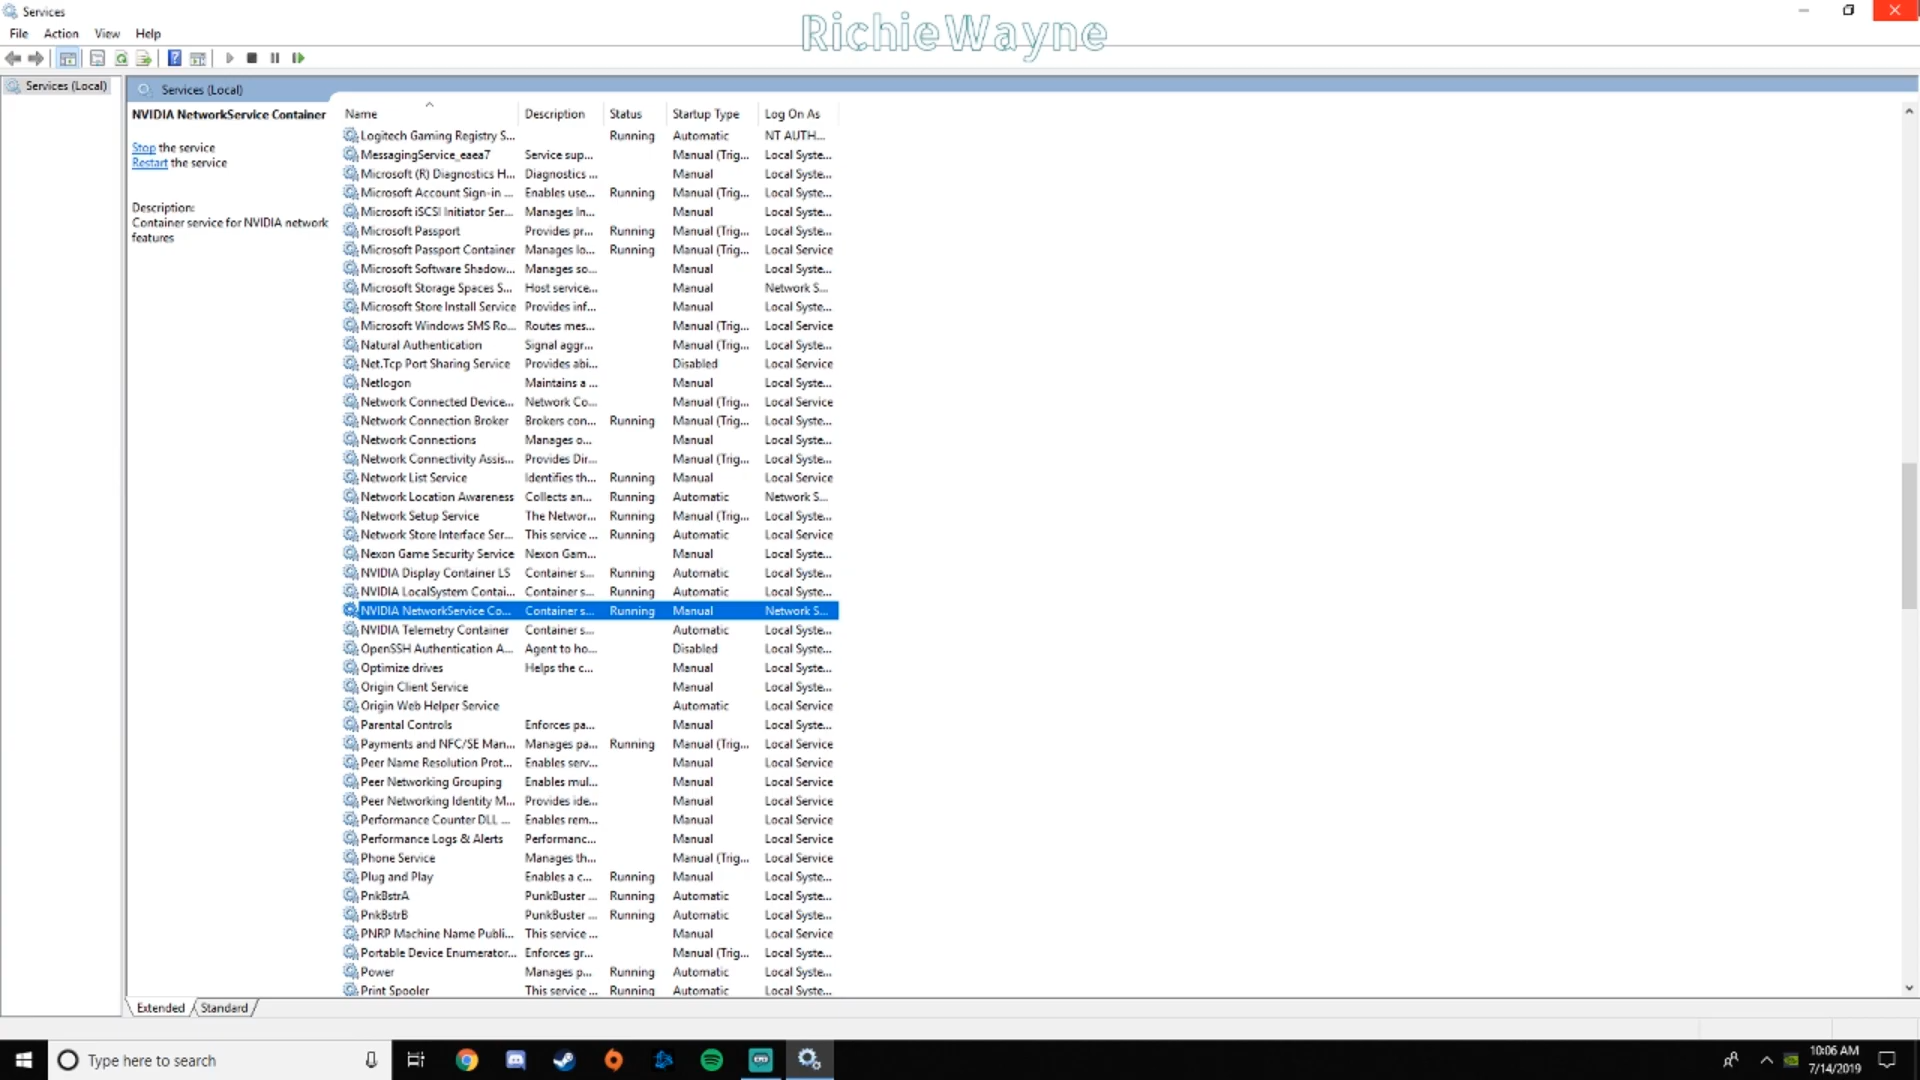 Services
RichieWayne
File Action View Help
Services (Local)
Services (Local)
NVIDIA NetworkService Container
Stop the service
Restart the service
Description:
Container service for NVIDIA network
features
Name Description Status Startup Type Log On As
Logitech Gaming Registry S... Running Automatic NT AUTH...
MessagingService_eaea7 Service sup... Manual (Trig... Local Syste...
Microsoft (R) Diagnostics H... Diagnostics ... Manual Local Syste...
Microsoft Account Sign-in ... Enables use... Running Manual (Trig... Local Syste...
Microsoft iSCSI Initiator Ser... Manages In... Manual Local Syste...
Microsoft Passport Provides pr... Running Manual (Trig... Local Syste...
Microsoft Passport Container Manages lo... Running Manual (Trig... Local Service
Microsoft Software Shadow... Manages so... Manual Local Syste...
Microsoft Storage Spaces S... Host service... Manual Network S...
Microsoft Store Install Service Provides inf... Manual Local Syste...
Microsoft Windows SMS Ro... Routes mes... Manual (Trig... Local Service
Natural Authentication Signal aggr... Manual (Trig... Local Syste...
Net.Tcp Port Sharing Service Provides abi... Disabled Local Service
Netlogon Maintains a ... Manual Local Syste...
Network Connected Device... Network Co... Manual (Trig... Local Service
Network Connection Broker Brokers con... Running Manual (Trig... Local Syste...
Network Connections Manages o... Manual Local Syste...
Network Connectivity Assis... Provides Dir... Manual (Trig... Local Syste...
Network List Service Identifies th... Running Manual Local Service
Network Location Awareness Collects an... Running Automatic Network S...
Network Setup Service The Networ... Running Manual (Trig... Local Syste...
Network Store Interface Ser... This service ... Running Automatic Local Service
Nexon Game Security Service Nexon Gam... Manual Local Syste...
NVIDIA Display Container LS Container s... Running Automatic Local Syste...
NVIDIA LocalSystem Contai... Container s... Running Automatic Local Syste...
NVIDIA NetworkService Co... Container s... Running Manual Network S...
NVIDIA Telemetry Container Container s... Automatic Local Syste...
OpenSSH Authentication A... Agent to ho... Disabled Local Syste...
Optimize drives Helps the c... Manual Local Syste...
Origin Client Service Manual Local Syste...
Origin Web Helper Service Automatic Local Service
Parental Controls Enforces pa... Manual Local Syste...
Payments and NFC/SE Man... Manages pa... Running Manual (Trig... Local Service
Peer Name Resolution Prot... Enables serv... Manual Local Service
Peer Networking Grouping Enables mul... Manual Local Service
Peer Networking Identity M... Provides ide... Manual Local Service
Performance Counter DLL ... Enables rem... Manual Local Service
Performance Logs & Alerts Performanc... Manual Local Service
Phone Service Manages th... Manual (Trig... Local Service
Plug and Play Enables a c... Running Manual Local Syste...
PnkBstrA PunkBuster ... Running Automatic Local Syste...
PnkBstrB PunkBuster ... Running Automatic Local Syste...
PNRP Machine Name Publi... This service ... Manual Local Service
Portable Device Enumerator... Enforces gr... Manual (Trig... Local Syste...
Power Manages p... Running Automatic Local Syste...
Print Spooler This service ... Running Automatic Local Syste...
Extended Standard
Type here to search
10:06 AM
7/14/2019